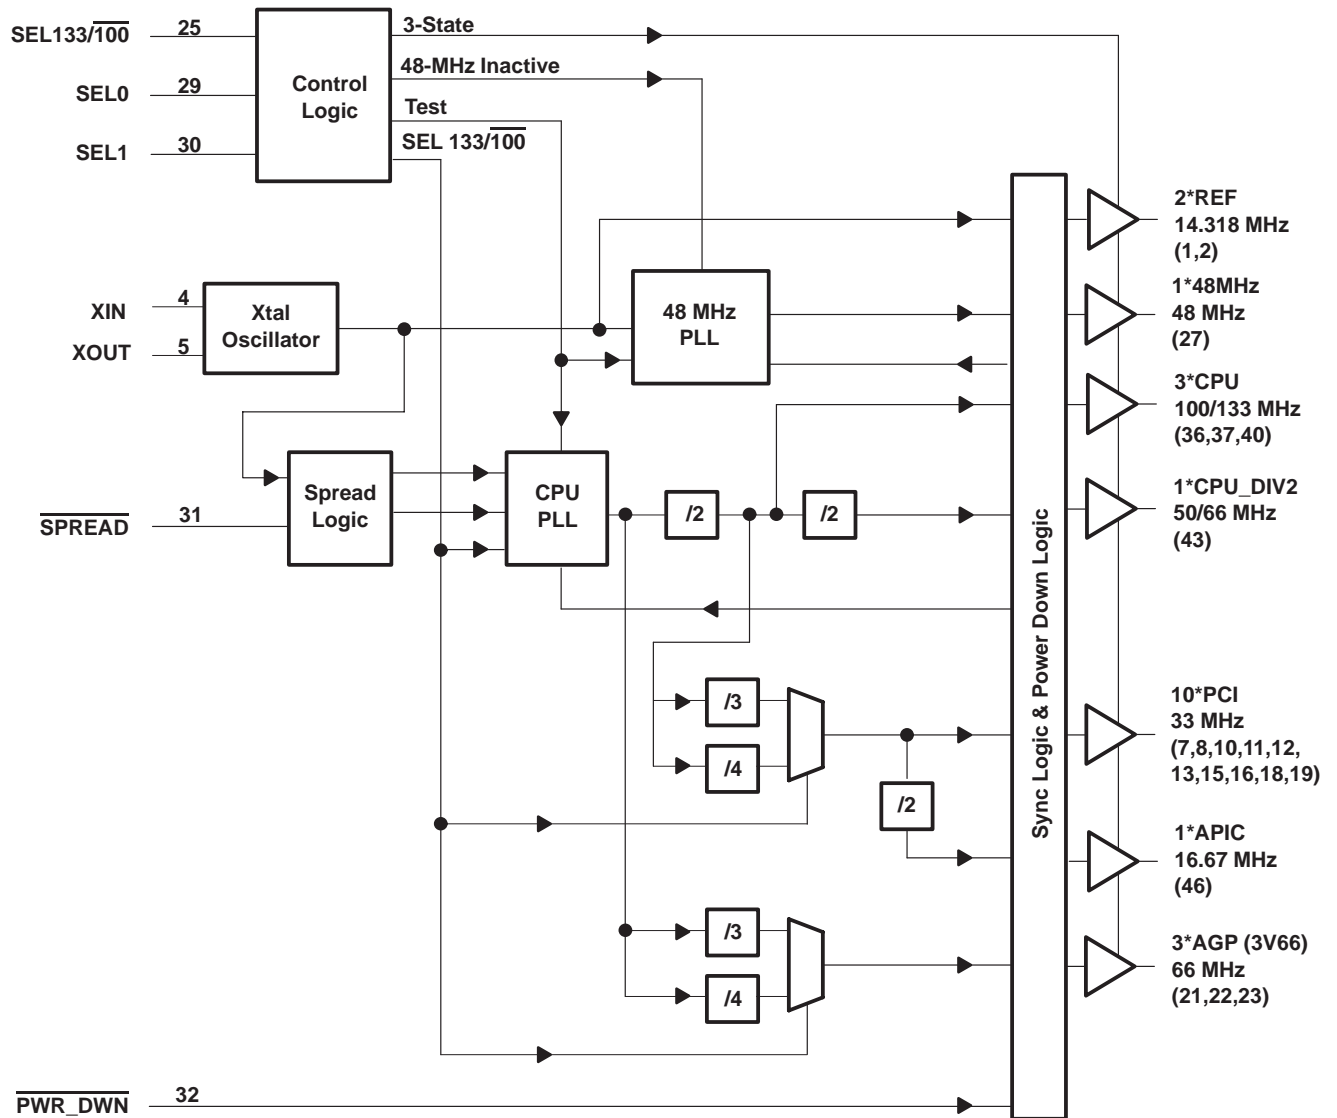 SEL133/100
25
SEL0
29
SEL1
30
Control
Logic
3-State
48-MHz Inactive
Test
SEL 133/100
XIN
4
XOUT
5
Xtal
Oscillator
48 MHz
PLL
SPREAD
31
Spread
Logic
CPU
PLL
/2
/2
/3
/4
/2
/3
/4
PWR_DWN
32
Sync Logic & Power Down Logic
2*REF
14.318 MHz
(1,2)
1*48MHz
48 MHz
(27)
3*CPU
100/133 MHz
(36,37,40)
1*CPU_DIV2
50/66 MHz
(43)
10*PCI
33 MHz
(7,8,10,11,12,
13,15,16,18,19)
1*APIC
16.67 MHz
(46)
3*AGP (3V66)
66 MHz
(21,22,23)